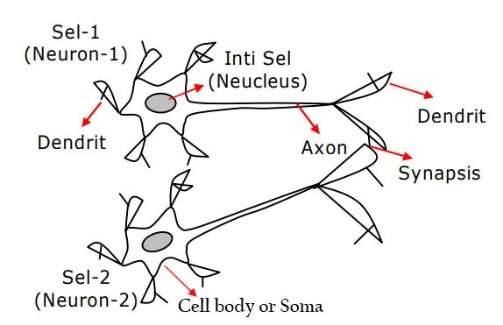 Sel-1
(Neuron-1)
Inti Sel
(Neucleus)
Dendrit
Dendrit
Axon
Synapsis
Sel-2
(Neuron-2)
Cell body or Soma